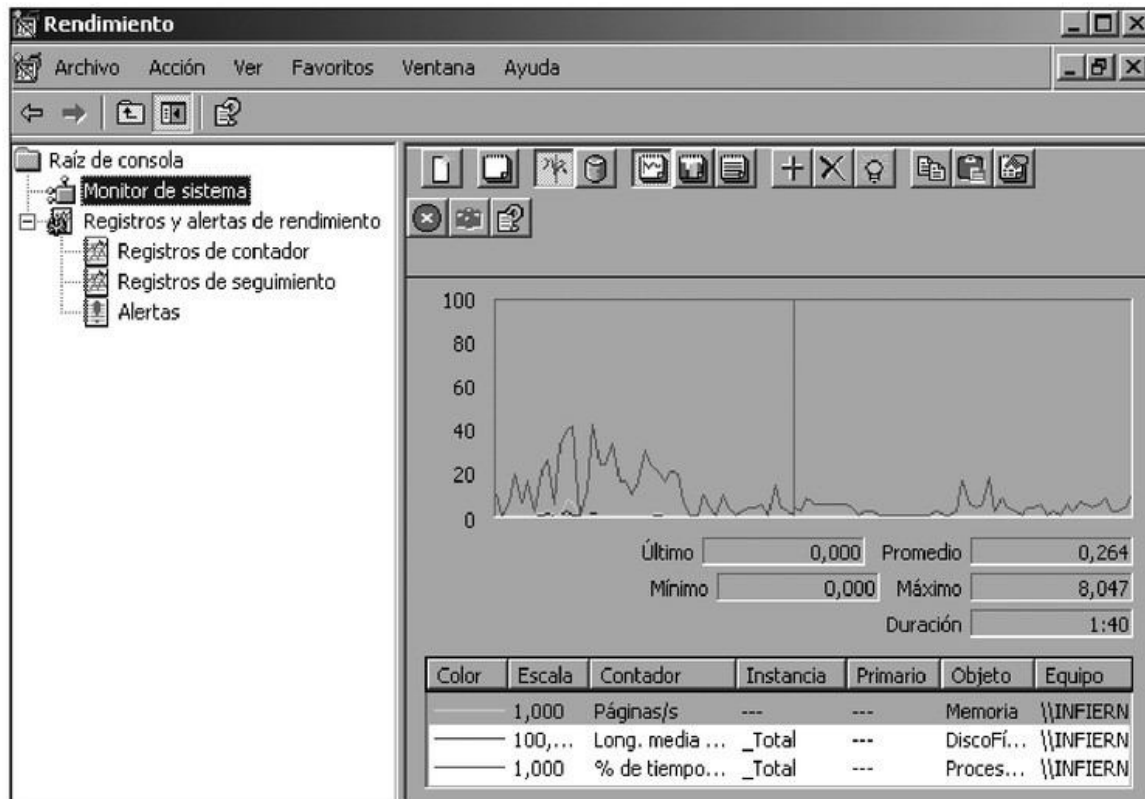 Rendimiento
Archivo Acción Ver Favoritos Ventana Ayuda
Raíz de consola
Monitor de sistema
Registros y alertas de rendimiento
Registros de contador
Registros de seguimiento
Alertas
100
80
60
40
20
0
Último 0,000 Promedio 0,264
Mínimo 0,000 Máximo 8,047
Duración 1:40
Color Escala Contador Instancia Primario Objeto Equipo
1,000 Páginas/s --- --- Memoria \\INFIERN
100,... Long. media ... _Total --- DiscoFí... \\INFIERN
1,000 % de tiempo... _Total --- Proces... \\INFIERN